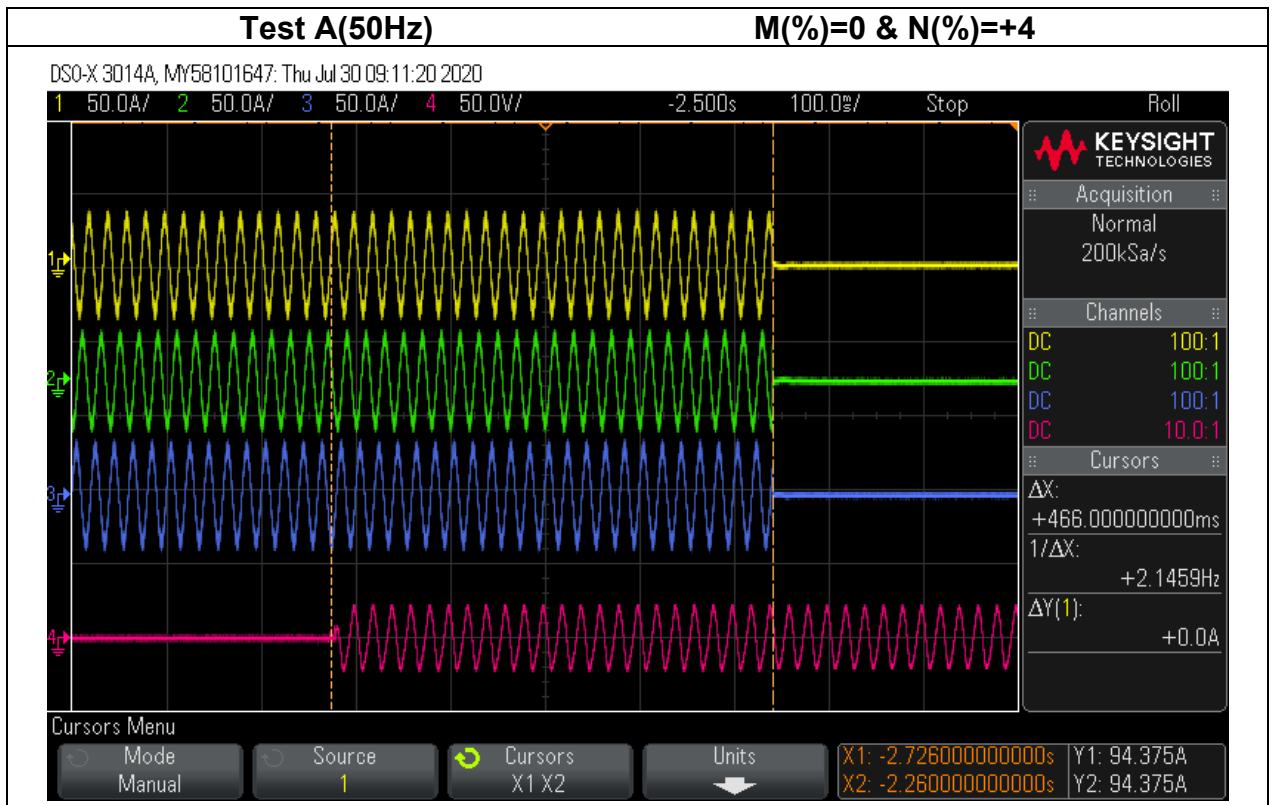 Test A(50Hz) M(%)=0 & N(%)=+4
DSO-X 3014A, MY58101647: Thu Jul 30 09:11:20 2020
1 50.0A/ 2 50.0A/ 3 50.0A/ 4 50.0V/ -2.500s 100.0ms/ Stop Roll
KEYSIGHT
TECHNOLOGIES
Acquisition
Normal
200kSa/s
Channels
DC 100:1
DC 100:1
DC 100:1
DC 10.0:1
Cursors
ΔX:
+466.000000000ms
1/ΔX:
+2.1459Hz
ΔY(1):
+0.0A
1
2
3
4
Cursors Menu
Mode
Manual
Source
1
Cursors
X1 X2
Units
X1: -2.726000000000s Y1: 94.375A
X2: -2.260000000000s Y2: 94.375A